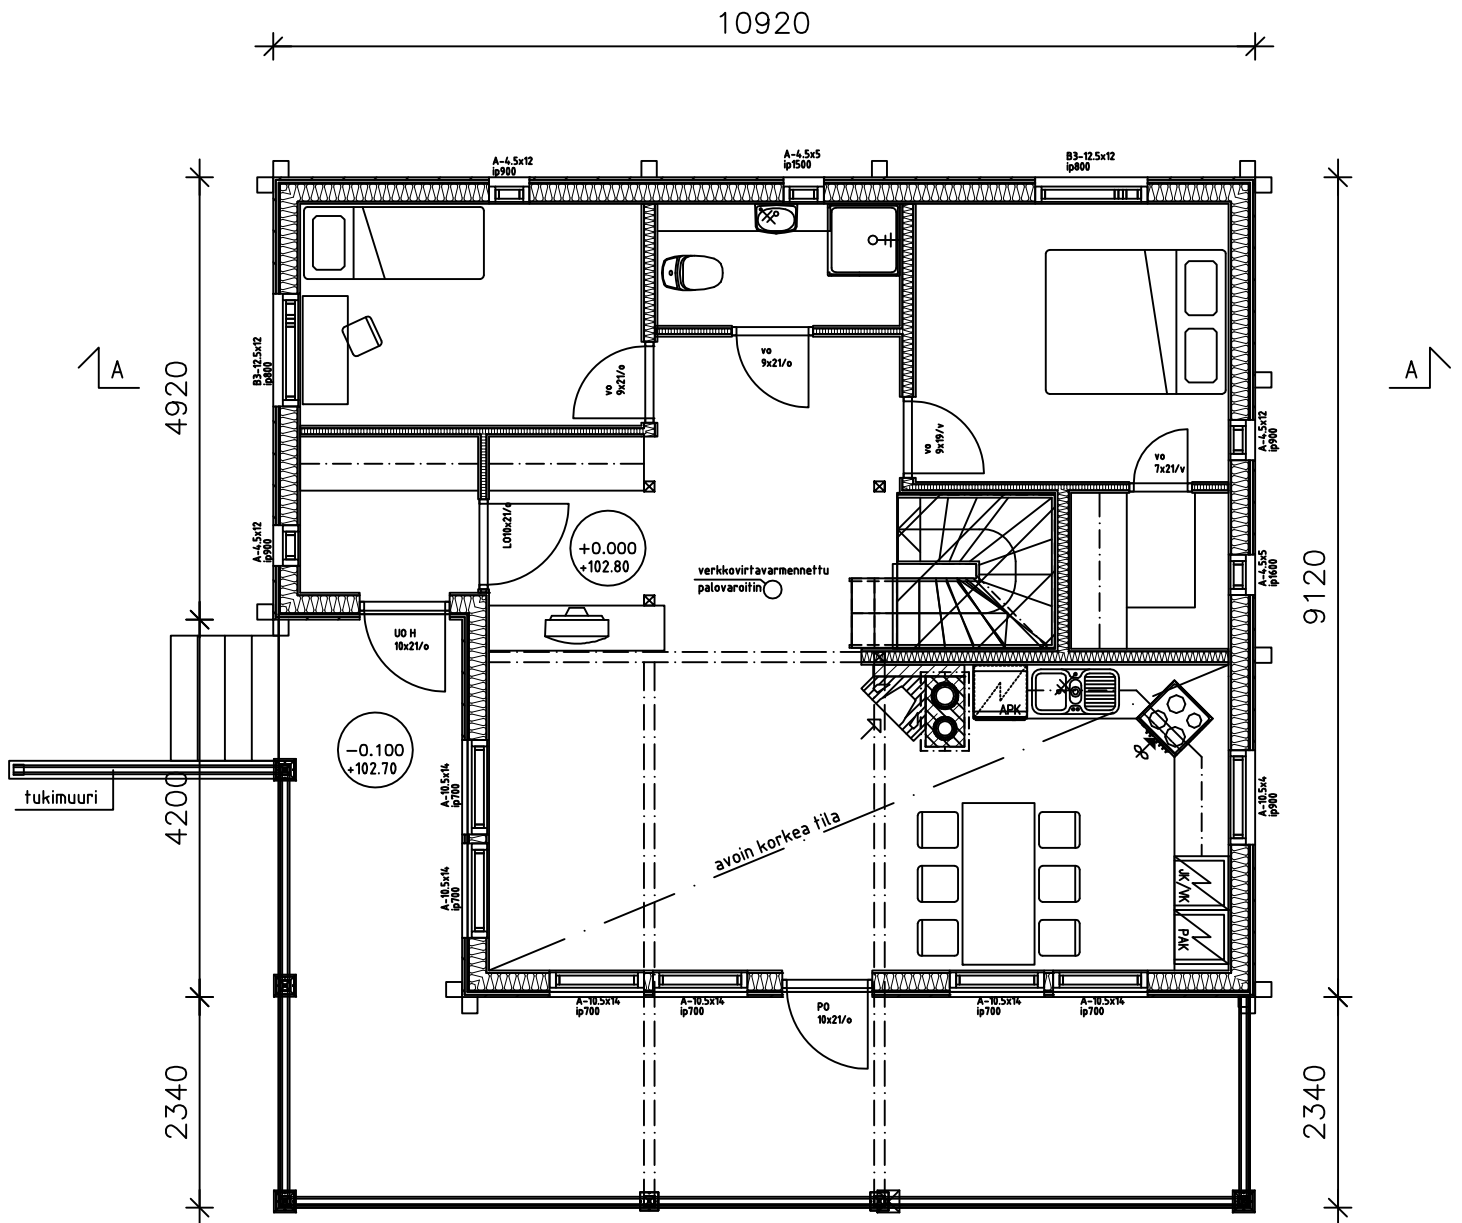 10920
A-4.5x12
ip900
A-4.5x5
ip1500
B3-12.5x12
ip800
4920
A
B3-12.5x12
ip800
vo
9x21/o
vo
9x21/o
vo
9x19/v
vo
7x21/v
A
A-4.5x12
ip900
A-4.5x12
ip900
LO10x21/o
+0.000
+102.80
verkkovirtavarmennettu
palovaroitin
A-4.5x5
ip1600
9120
UO H
10x21/o
-0.100
+102.70
tukimuuri
4200
A-10.5x14
ip700
A-10.5x14
ip700
APK
avoin korkea tila
A-10.5x4
ip900
JK/VK
PAK
A-10.5x14
ip700
A-10.5x14
ip700
PO
10x21/o
A-10.5x14
ip700
A-10.5x14
ip700
2340
2340